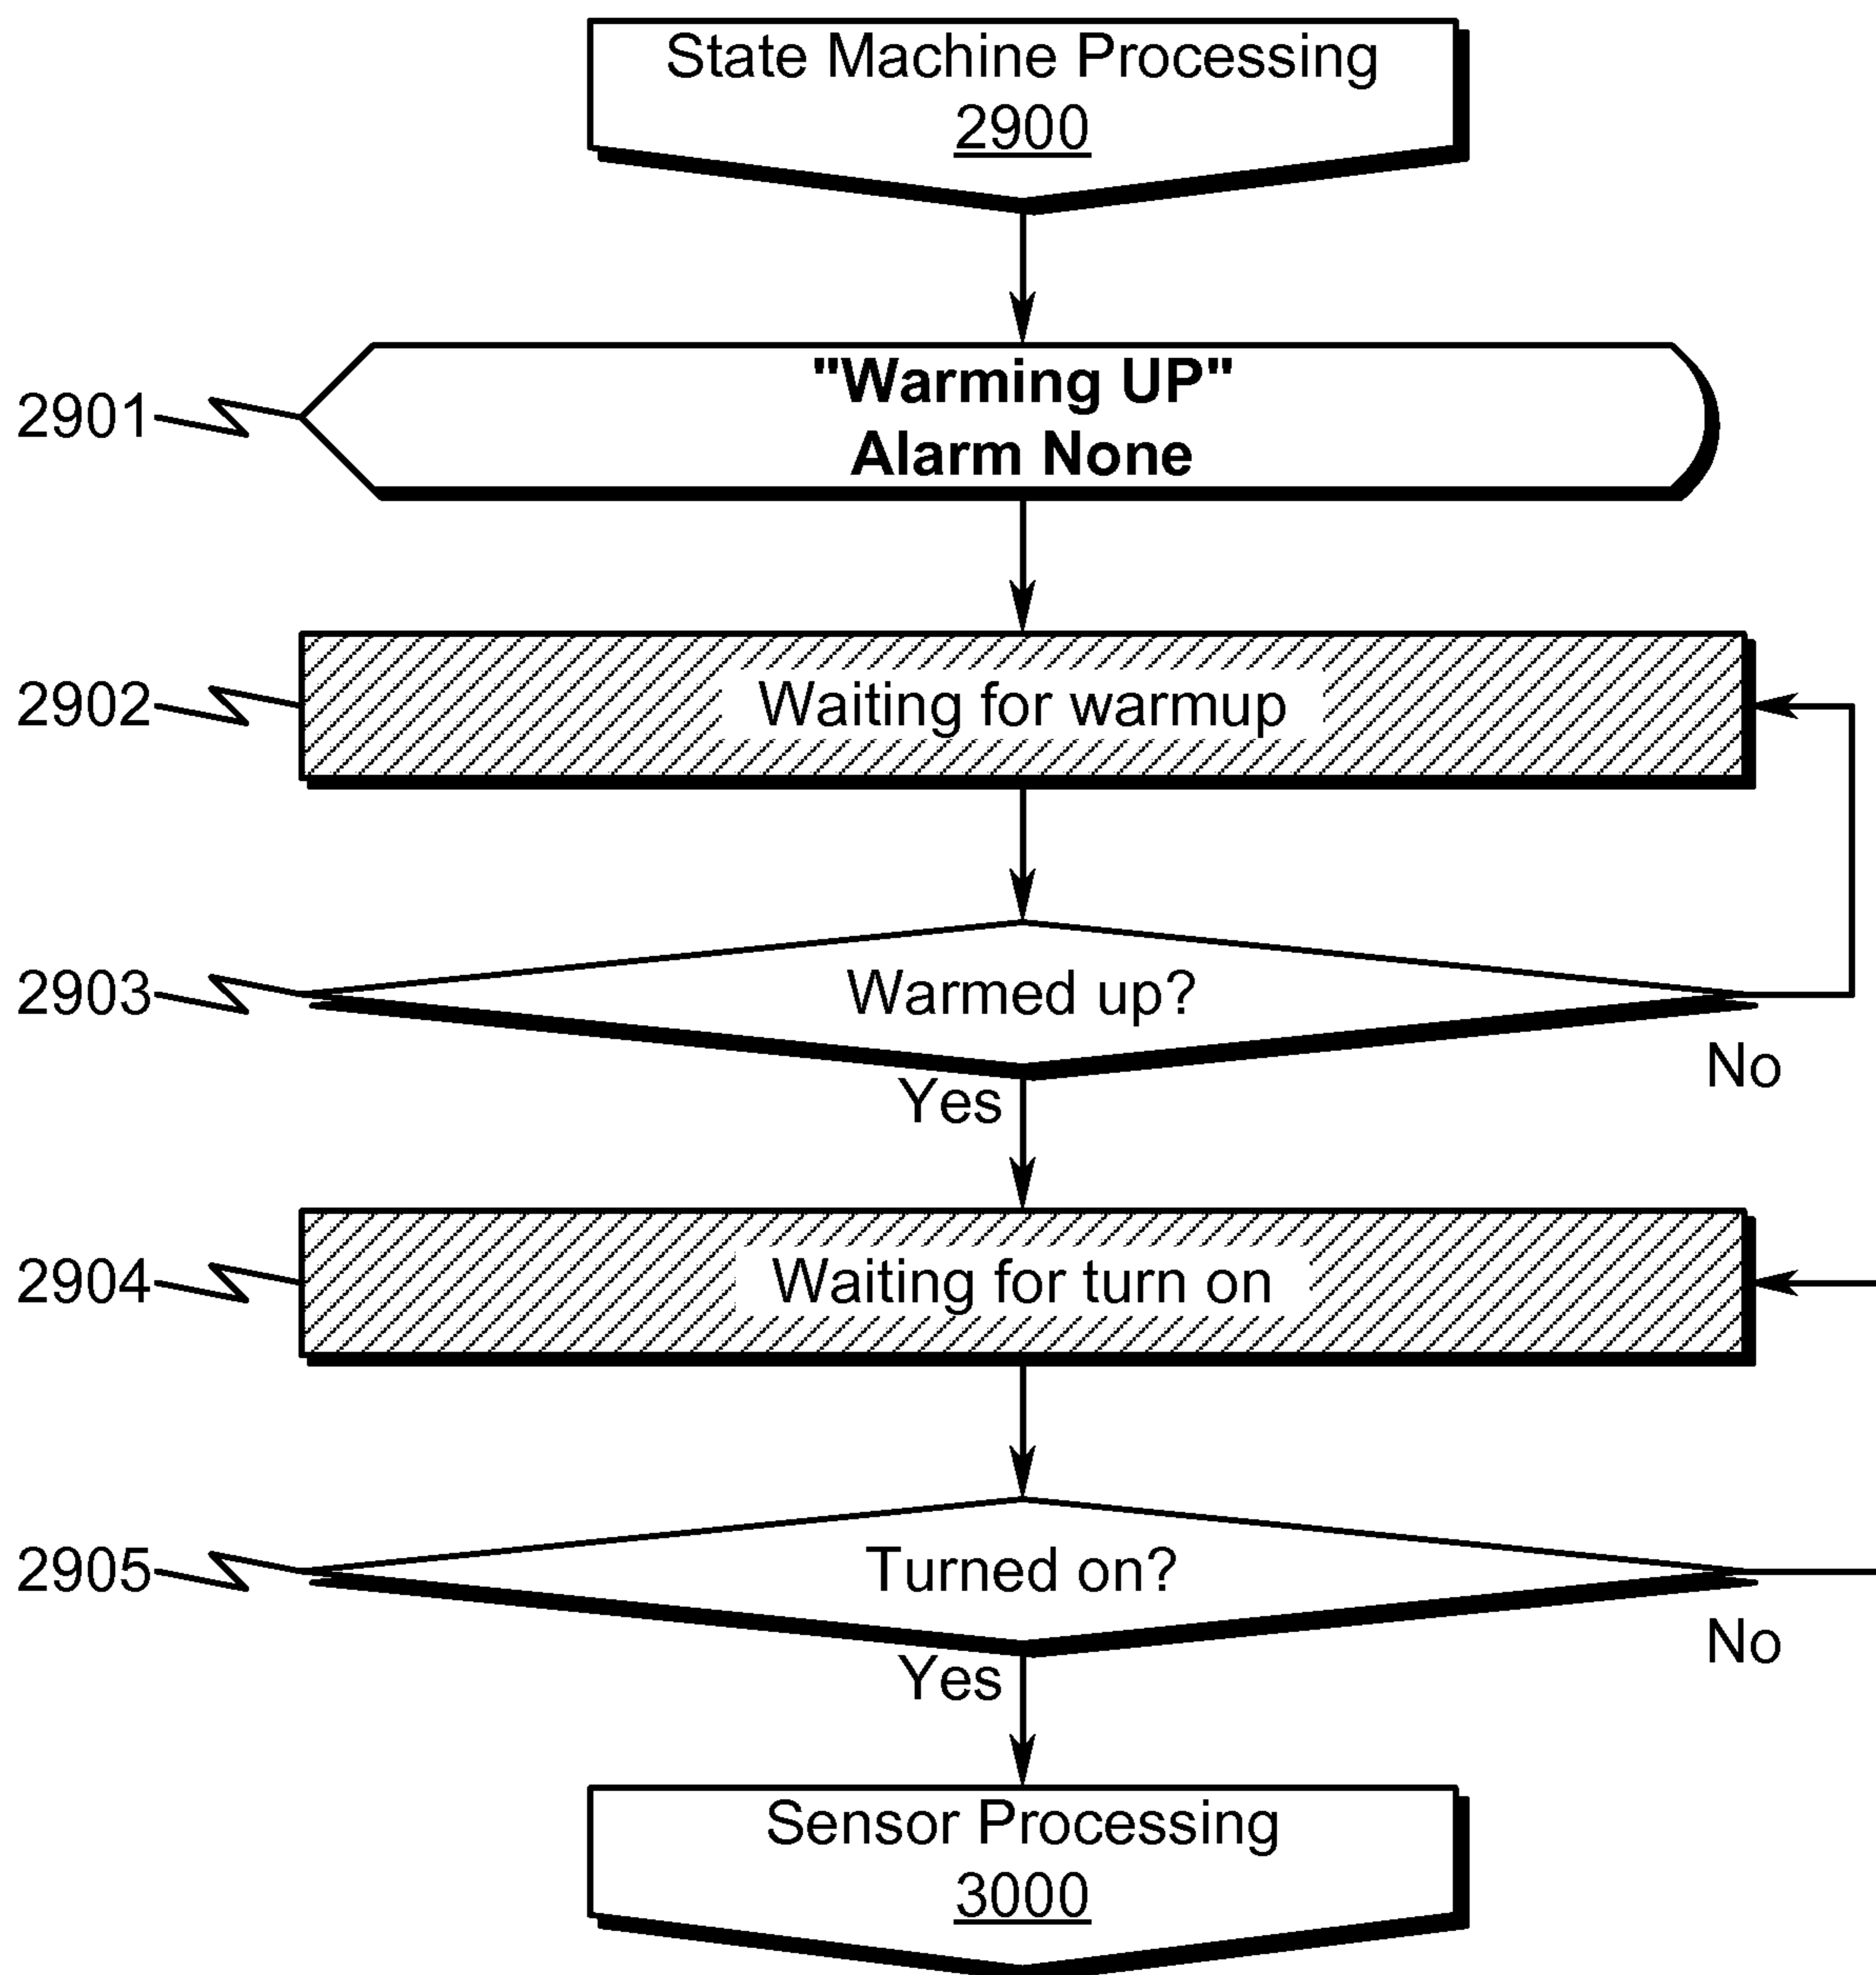 State Machine Processing
2900
"Warming UP"
2901
Alarm None
2902
Waiting for warmup
2903
Warmed up?
No
Yes
2904
Waiting for turn on
2905
Turned on?
No
Yes
Sensor Processing
3000